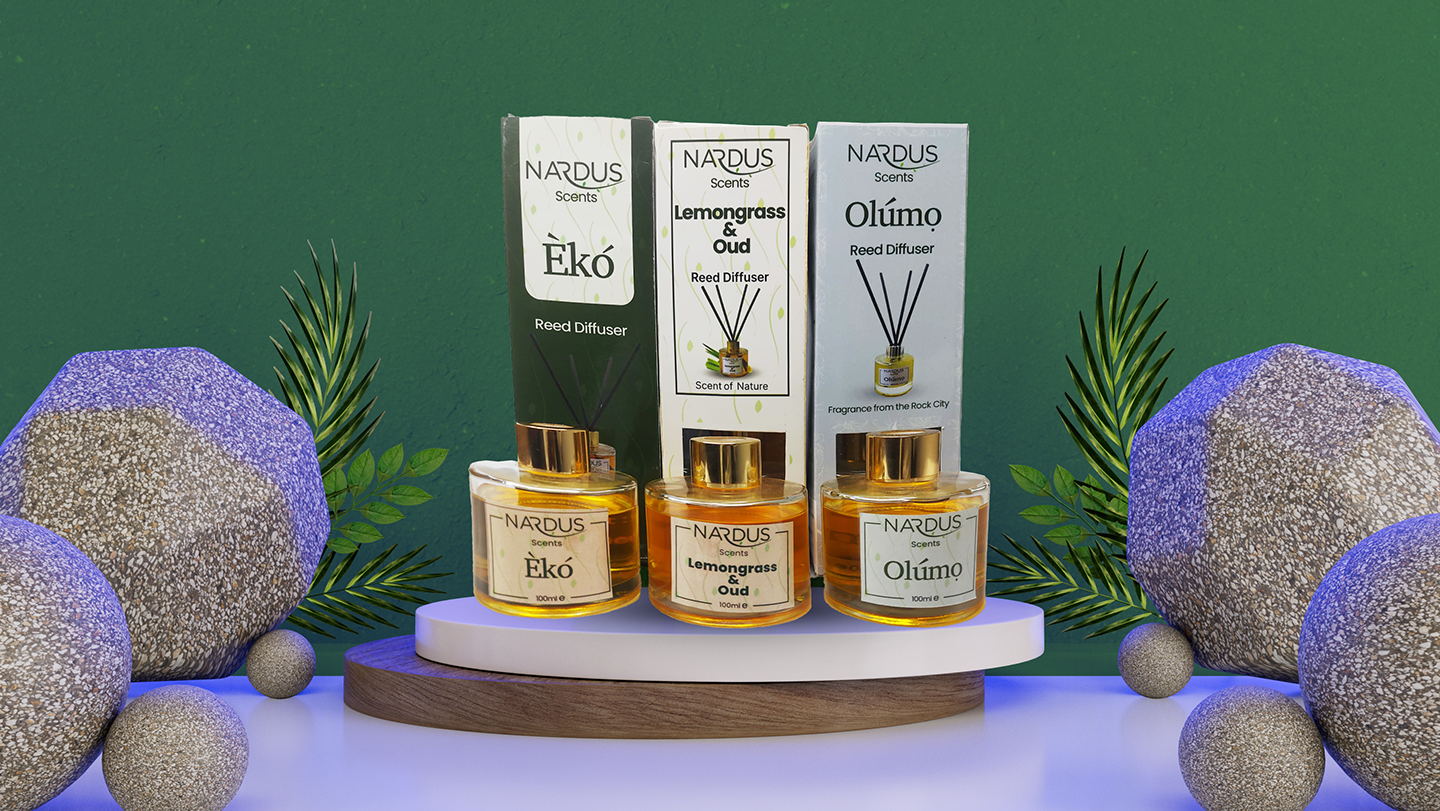 NARDUS
Scents
Èkó
Reed Diffuser
NARDUS
Scents
Lemongrass
&
Oud
Reed Diffuser
Scent of Nature
NARDUS
Scents
Olúmọ
Reed Diffuser
Fragrance from the Rock City
NARDUS
Scents
Èkó
100ml e
NARDUS
Scents
Lemongrass
&
Oud
100ml e
NARDUS
Scents
Olúmọ
100ml e